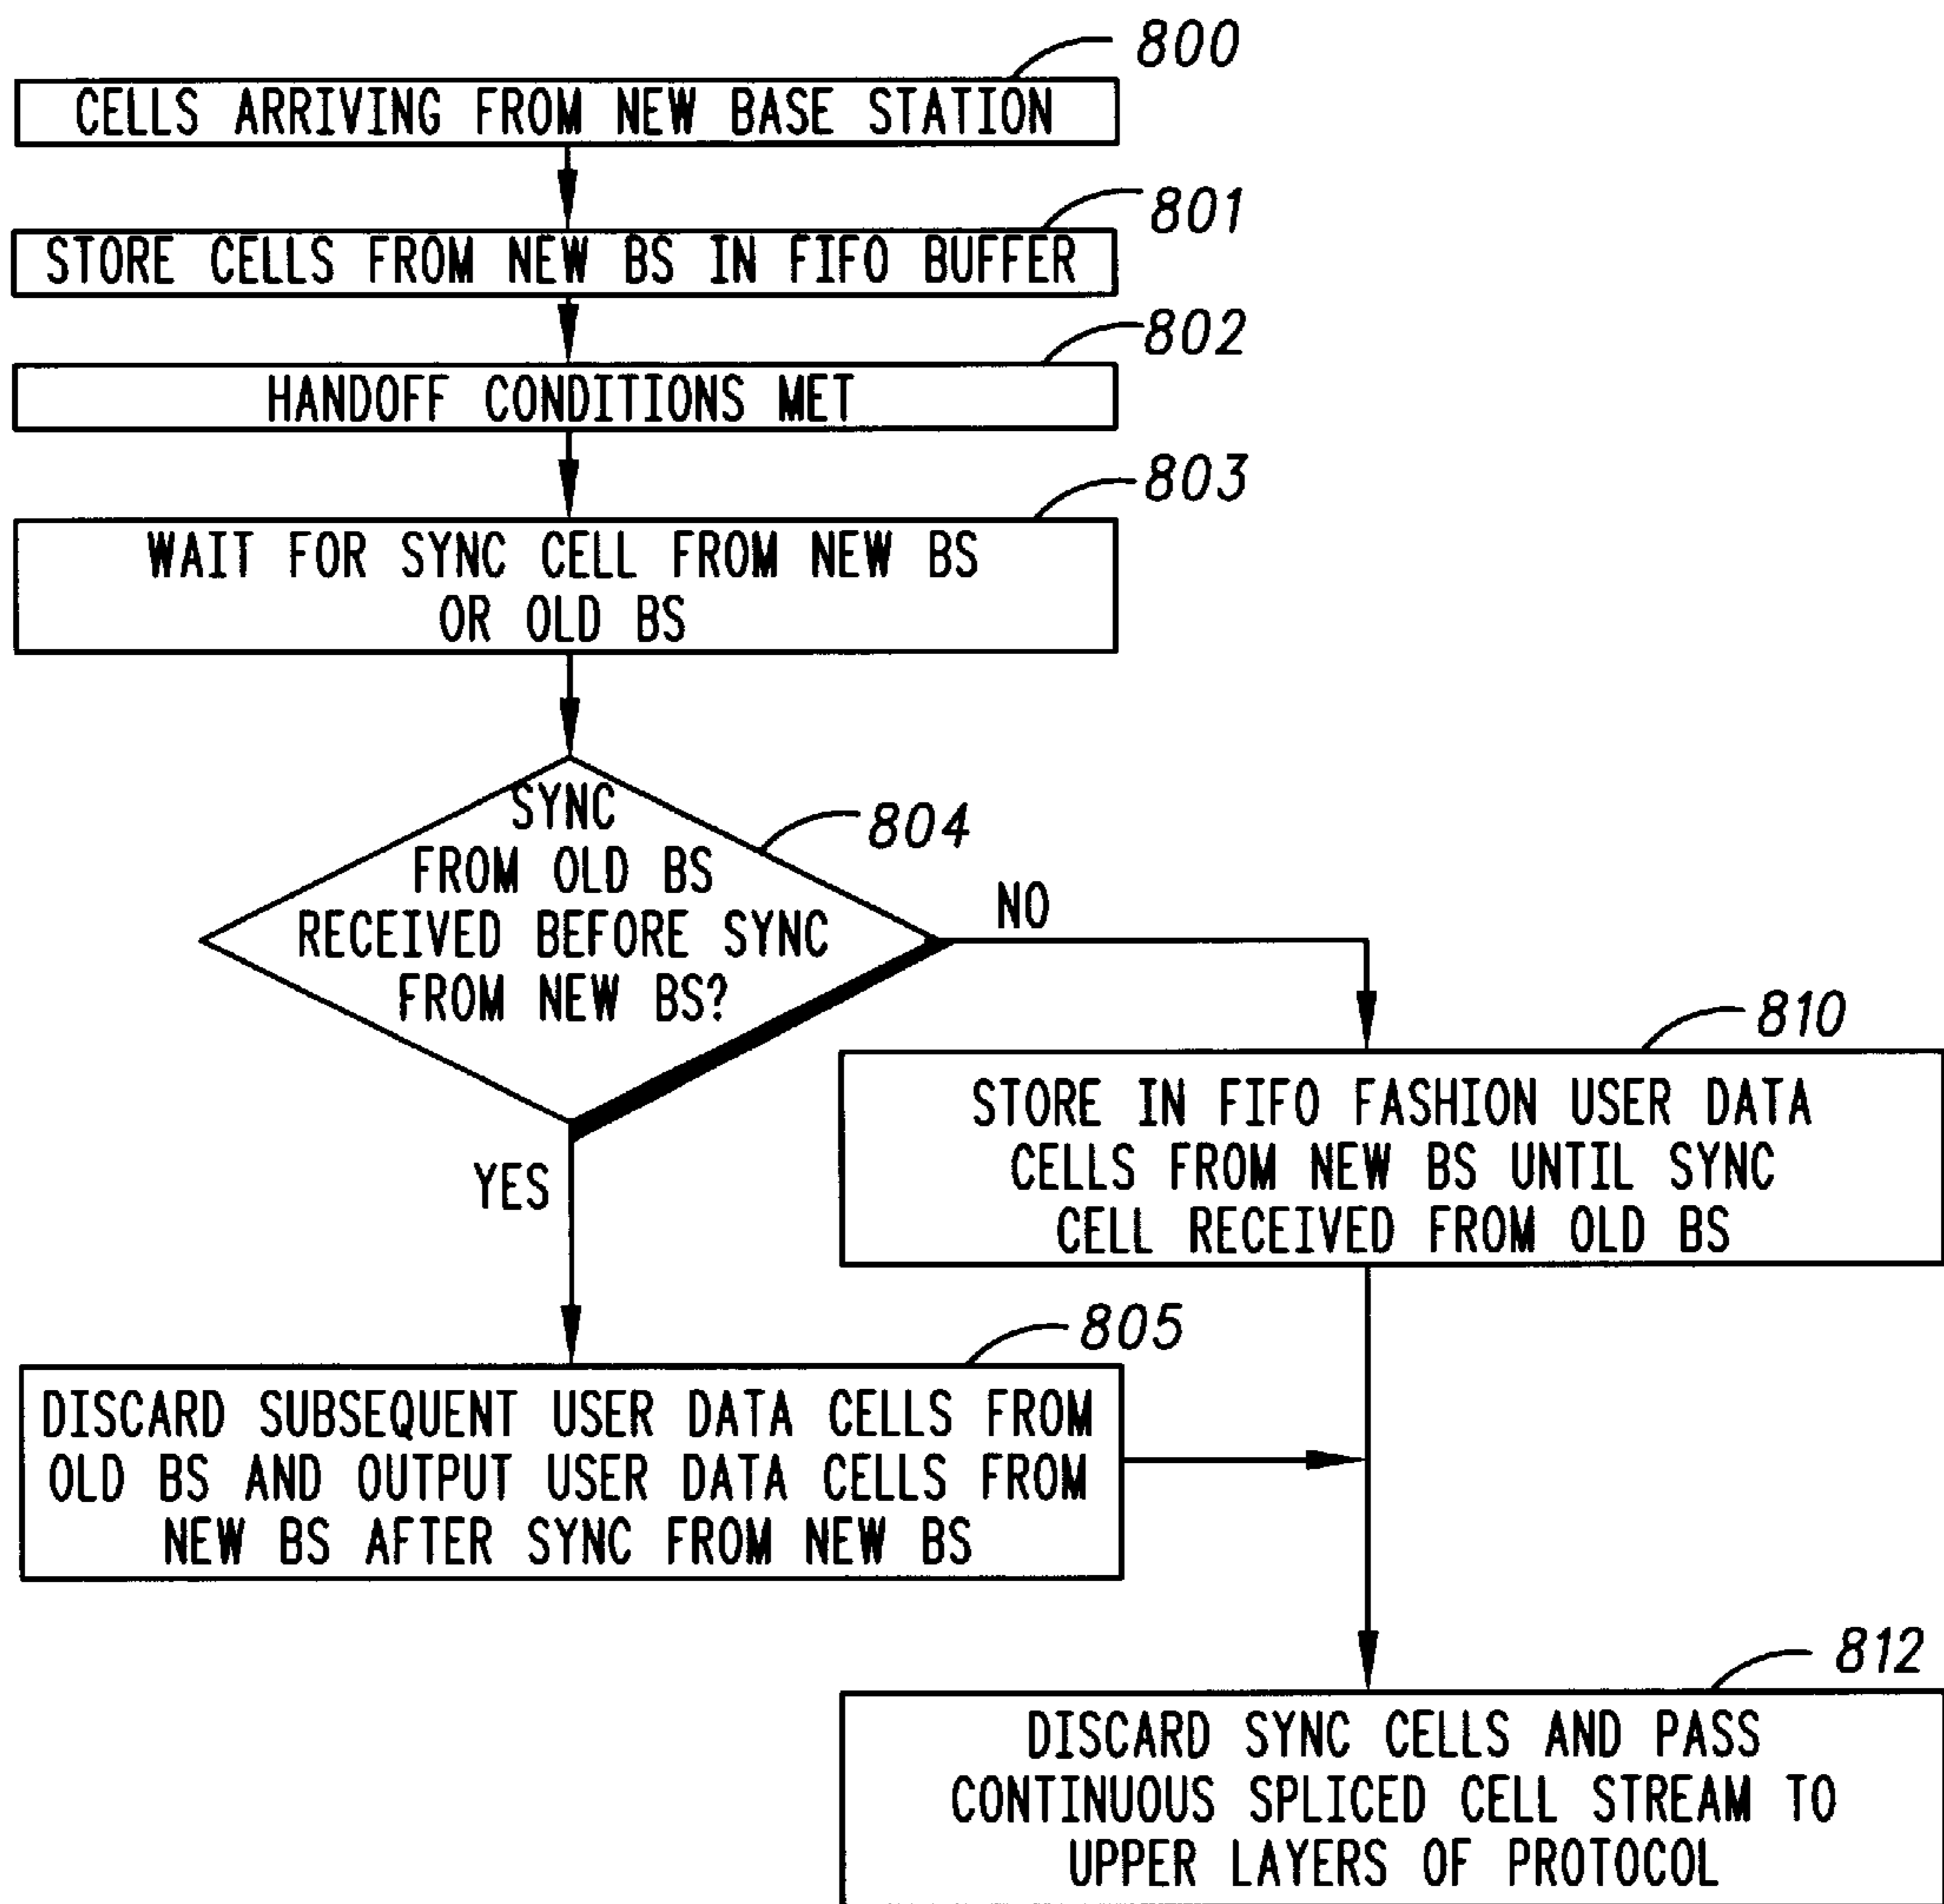 800
CELLS ARRIVING FROM NEW BASE STATION
801
STORE CELLS FROM NEW BS IN FIFO BUFFER
802
HANDOFF CONDITIONS MET
803
WAIT FOR SYNC CELL FROM NEW BS
OR OLD BS
804
SYNC
FROM OLD BS
RECEIVED BEFORE SYNC
FROM NEW BS?
NO
YES
810
STORE IN FIFO FASHION USER DATA
CELLS FROM NEW BS UNTIL SYNC
CELL RECEIVED FROM OLD BS
805
DISCARD SUBSEQUENT USER DATA CELLS FROM
OLD BS AND OUTPUT USER DATA CELLS FROM
NEW BS AFTER SYNC FROM NEW BS
812
DISCARD SYNC CELLS AND PASS
CONTINUOUS SPLICED CELL STREAM TO
UPPER LAYERS OF PROTOCOL